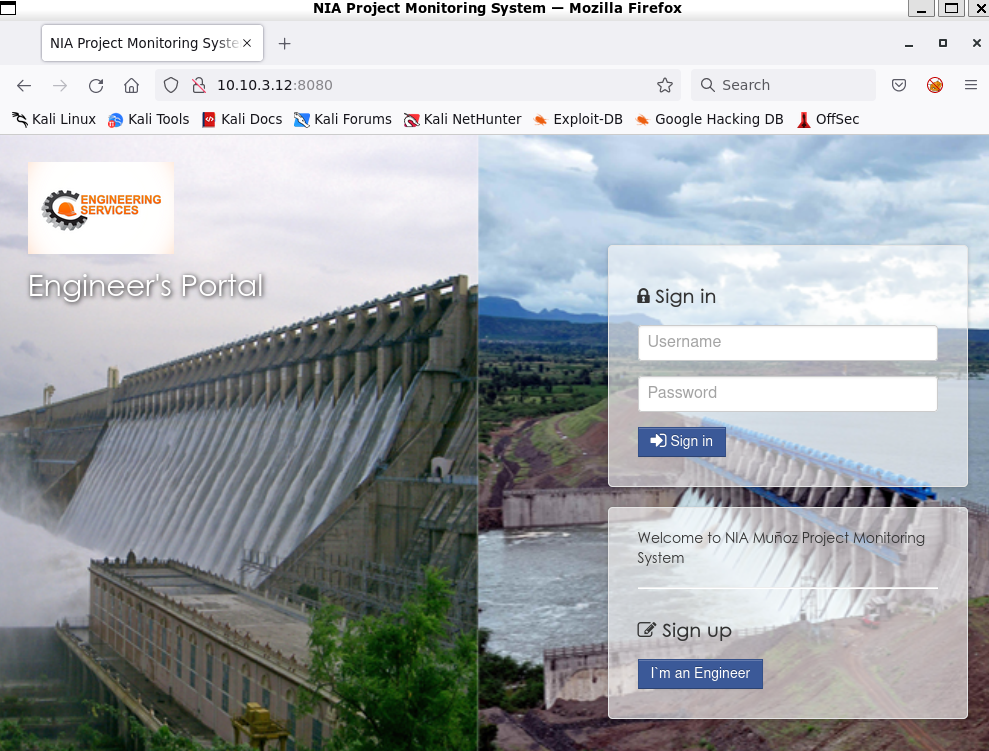 NIA Project Monitoring System — Mozilla Firefox
NIA Project Monitoring Syste
10.10.3.12:8080
Search
Kali Linux
Kali Tools
Kali Docs
Kali Forums
Kali NetHunter
Exploit-DB
Google Hacking DB
OffSec
ENGINEERING
SERVICES
Engineer's Portal
Sign in
Username
Password
Sign in
Welcome to NIA Muñoz Project Monitoring
System
Sign up
I`m an Engineer